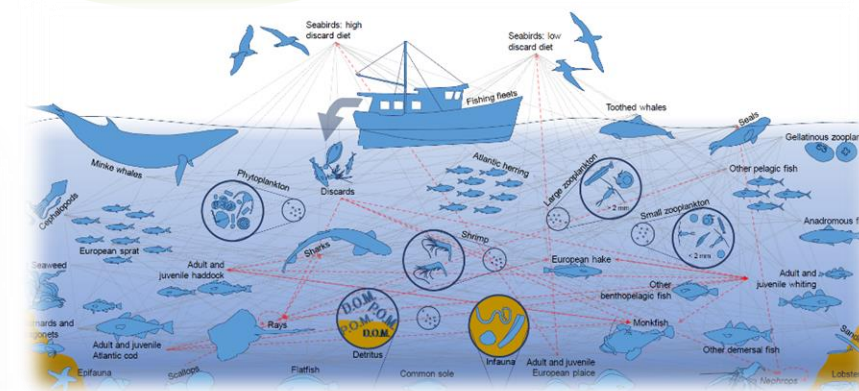 Seabirds: high
discard diet
Seabirds: low
discard diet
Fishing fleets
Toothed whales
Seals
Gellatinous zooplan
Minke whales
Phytoplankton
Discards
Atlantic herring
Large zooplankton
> 2 mm
Small zooplankton
< 2 mm
Other pelagic fish
Cephalopods
European sprat
Anadromous f
Sharks
Shrimp
Seaweed
Adult and
juvenile haddock
European hake
Other
benthopelagic fish
Adult and
juvenile whiting
Rays
D.O.M.
P.O.M.
D.O.M.
Detritus
Infauna
Monkfish
Other demersal fish
Adult and juvenile
Atlantic cod
Epifauna
Scallops
Flatfish
Common sole
Adult and juvenile
European plaice
Nephrops
Lobste